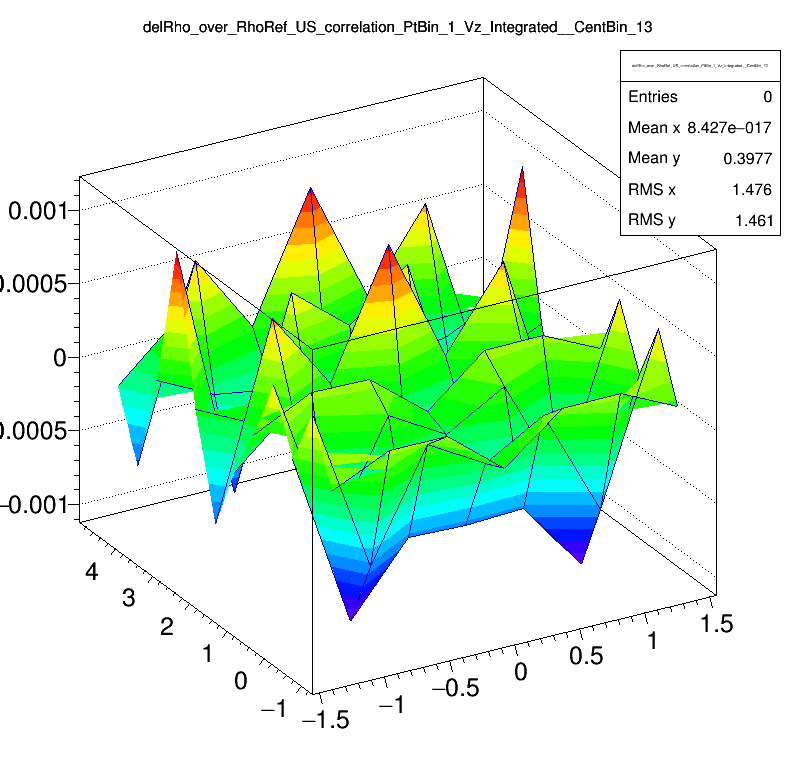 delRho_over_RhoRef_US_correlation_PtBin_1_Vz_Integrated__CentBin_13
delRho_over_RhoRef_US_correlation_PtBin_1_Vz_Integrated__CentBin_13
Entries 0
Mean x 8.427e−017
Mean y 0.3977
RMS x 1.476
RMS y 1.461
0.001
0.0005
0
0.0005
−0.001
4
3
2
1
0
−1
−1.5
−1
−0.5
0
0.5
1
1.5